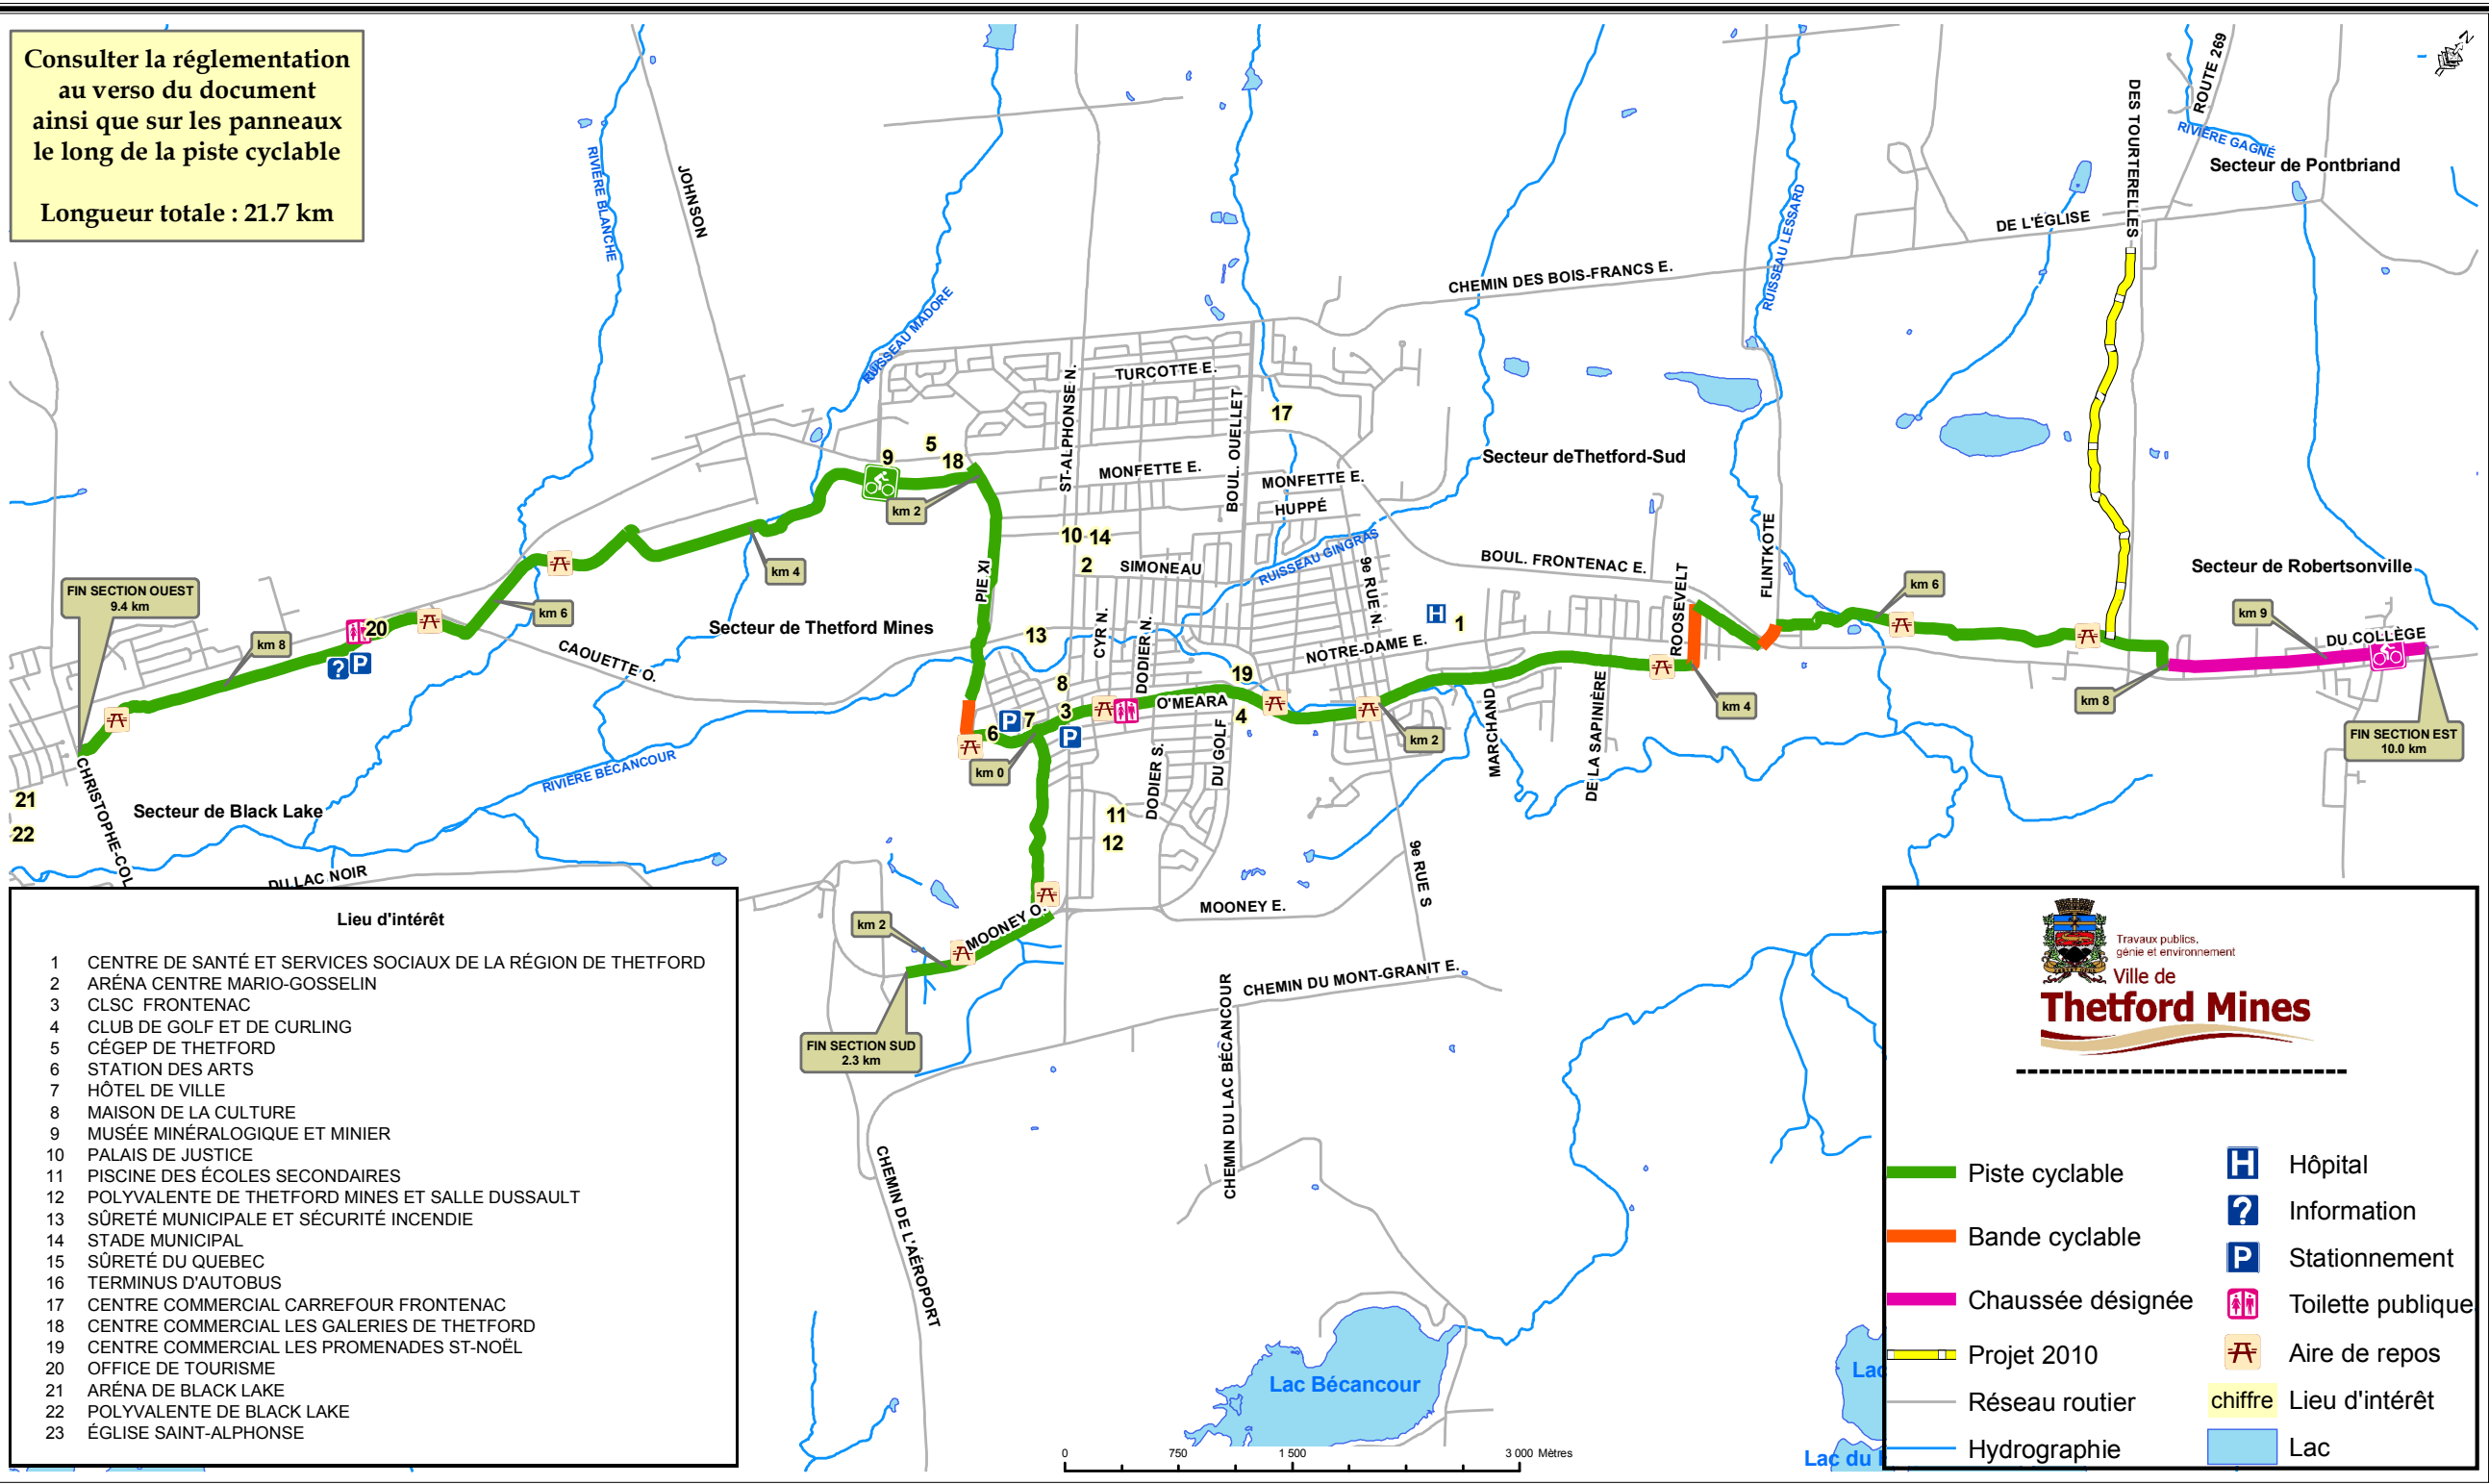 Consulter la réglementation
au verso du document
ainsi que sur les panneaux
le long de la piste cyclable
Longueur totale : 21.7 km
N
RIVIÈRE BLANCHE
JOHNSON
RUISSEAU MADORE
ROUTE 269
DES TOURTERELLES
RIVIÈRE GAGNÉ
Secteur de Pontbriand
DE L'ÉGLISE
RUISSEAU LESSARD
CHEMIN DES BOIS-FRANCS E.
TURCOTTE E.
ST-ALPHONSE N.
BOUL. OUELLET
17
5
9
18
km 2
MONFETTE E.
MONFETTE E.
HUPPÉ
Secteur deThetford-Sud
10
14
2
SIMONEAU
RUISSEAU GINGRAS
9e RUE N.
BOUL. FRONTENAC E.
ROOSEVELT
FLINTKOTE
km 4
PIE XI
km 6
Secteur de Robertsonville
km 9
DU COLLÈGE
FIN SECTION OUEST
9.4 km
km 6
km 8
20
? P
CAOUETTE O.
Secteur de Thetford Mines
13
CYR N.
DODIER N.
NOTRE-DAME E.
H
1
8
19
O'MEARA
3
4
P
7
6
P
km 0
DODIER S.
DU GOLF
km 2
MARCHAND
DE LA SAPINIÈRE
km 4
km 8
FIN SECTION EST
10.0 km
RIVIÈRE BÉCANCOUR
21
22
CHRISTOPHE-COL
Secteur de Black Lake
DU LAC NOIR
11
12
9e RUE S
MOONEY E.
MOONEY O.
km 2
FIN SECTION SUD
2.3 km
CHEMIN DU MONT-GRANIT E.
CHEMIN DU LAC BÉCANCOUR
CHEMIN DE L'AÉROPORT
Lac Bécancour
Lac
Lac du
0 750 1 500 3 000 Mètres
Lieu d'intérêt
1 CENTRE DE SANTÉ ET SERVICES SOCIAUX DE LA RÉGION DE THETFORD
2 ARÉNA CENTRE MARIO-GOSSELIN
3 CLSC FRONTENAC
4 CLUB DE GOLF ET DE CURLING
5 CÉGEP DE THETFORD
6 STATION DES ARTS
7 HÔTEL DE VILLE
8 MAISON DE LA CULTURE
9 MUSÉE MINÉRALOGIQUE ET MINIER
10 PALAIS DE JUSTICE
11 PISCINE DES ÉCOLES SECONDAIRES
12 POLYVALENTE DE THETFORD MINES ET SALLE DUSSAULT
13 SÛRETÉ MUNICIPALE ET SÉCURITÉ INCENDIE
14 STADE MUNICIPAL
15 SÛRETÉ DU QUEBEC
16 TERMINUS D'AUTOBUS
17 CENTRE COMMERCIAL CARREFOUR FRONTENAC
18 CENTRE COMMERCIAL LES GALERIES DE THETFORD
19 CENTRE COMMERCIAL LES PROMENADES ST-NOËL
20 OFFICE DE TOURISME
21 ARÉNA DE BLACK LAKE
22 POLYVALENTE DE BLACK LAKE
23 ÉGLISE SAINT-ALPHONSE
Travaux publics,
génie et environnement
Ville de
Thetford Mines
Piste cyclable
Bande cyclable
Chaussée désignée
Projet 2010
Réseau routier
Hydrographie
H Hôpital
? Information
P Stationnement
Toilette publique
Aire de repos
chiffre Lieu d'intérêt
Lac